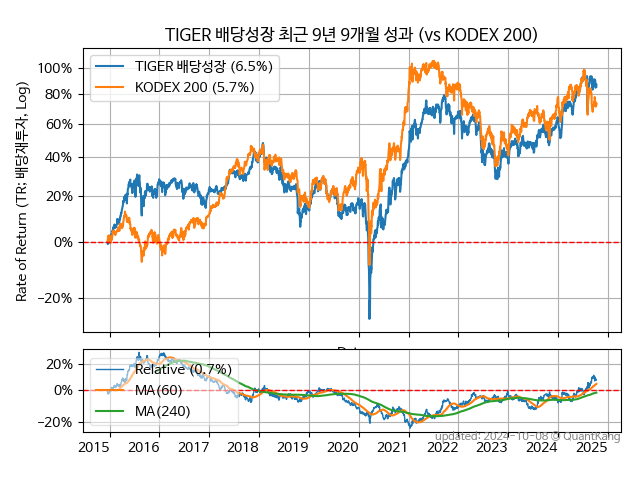 TIGER 배당성장 최근 9년 9개월 성과 (vs KODEX 200)
Rate of Return (TR: 배당재투자, Log)
100%
80%
60%
40%
20%
0%
−20%
TIGER 배당성장 (6.5%)
KODEX 200 (5.7%)
20%
0%
−20%
Relative (0.7%)
MA(60)
MA(240)
2015 2016 2017 2018 2019 2020 2021 2022 2023 2024 2025
updated: 2024-10-08 © QuantKang